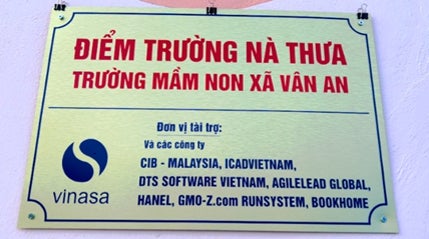 ĐIỂM TRƯỜNG NÀ THƯA
TRƯỜNG MẦM NON XÃ VÂN AN
Đơn vị tài trợ:
Và các công ty
CIB - MALAYSIA, ICADVIETNAM,
DTS SOFTWARE VIETNAM, AGILELEAD GLOBAL,
HANEL, GMO-Z.com RUNSYSTEM, BOOKHOME
vinasa